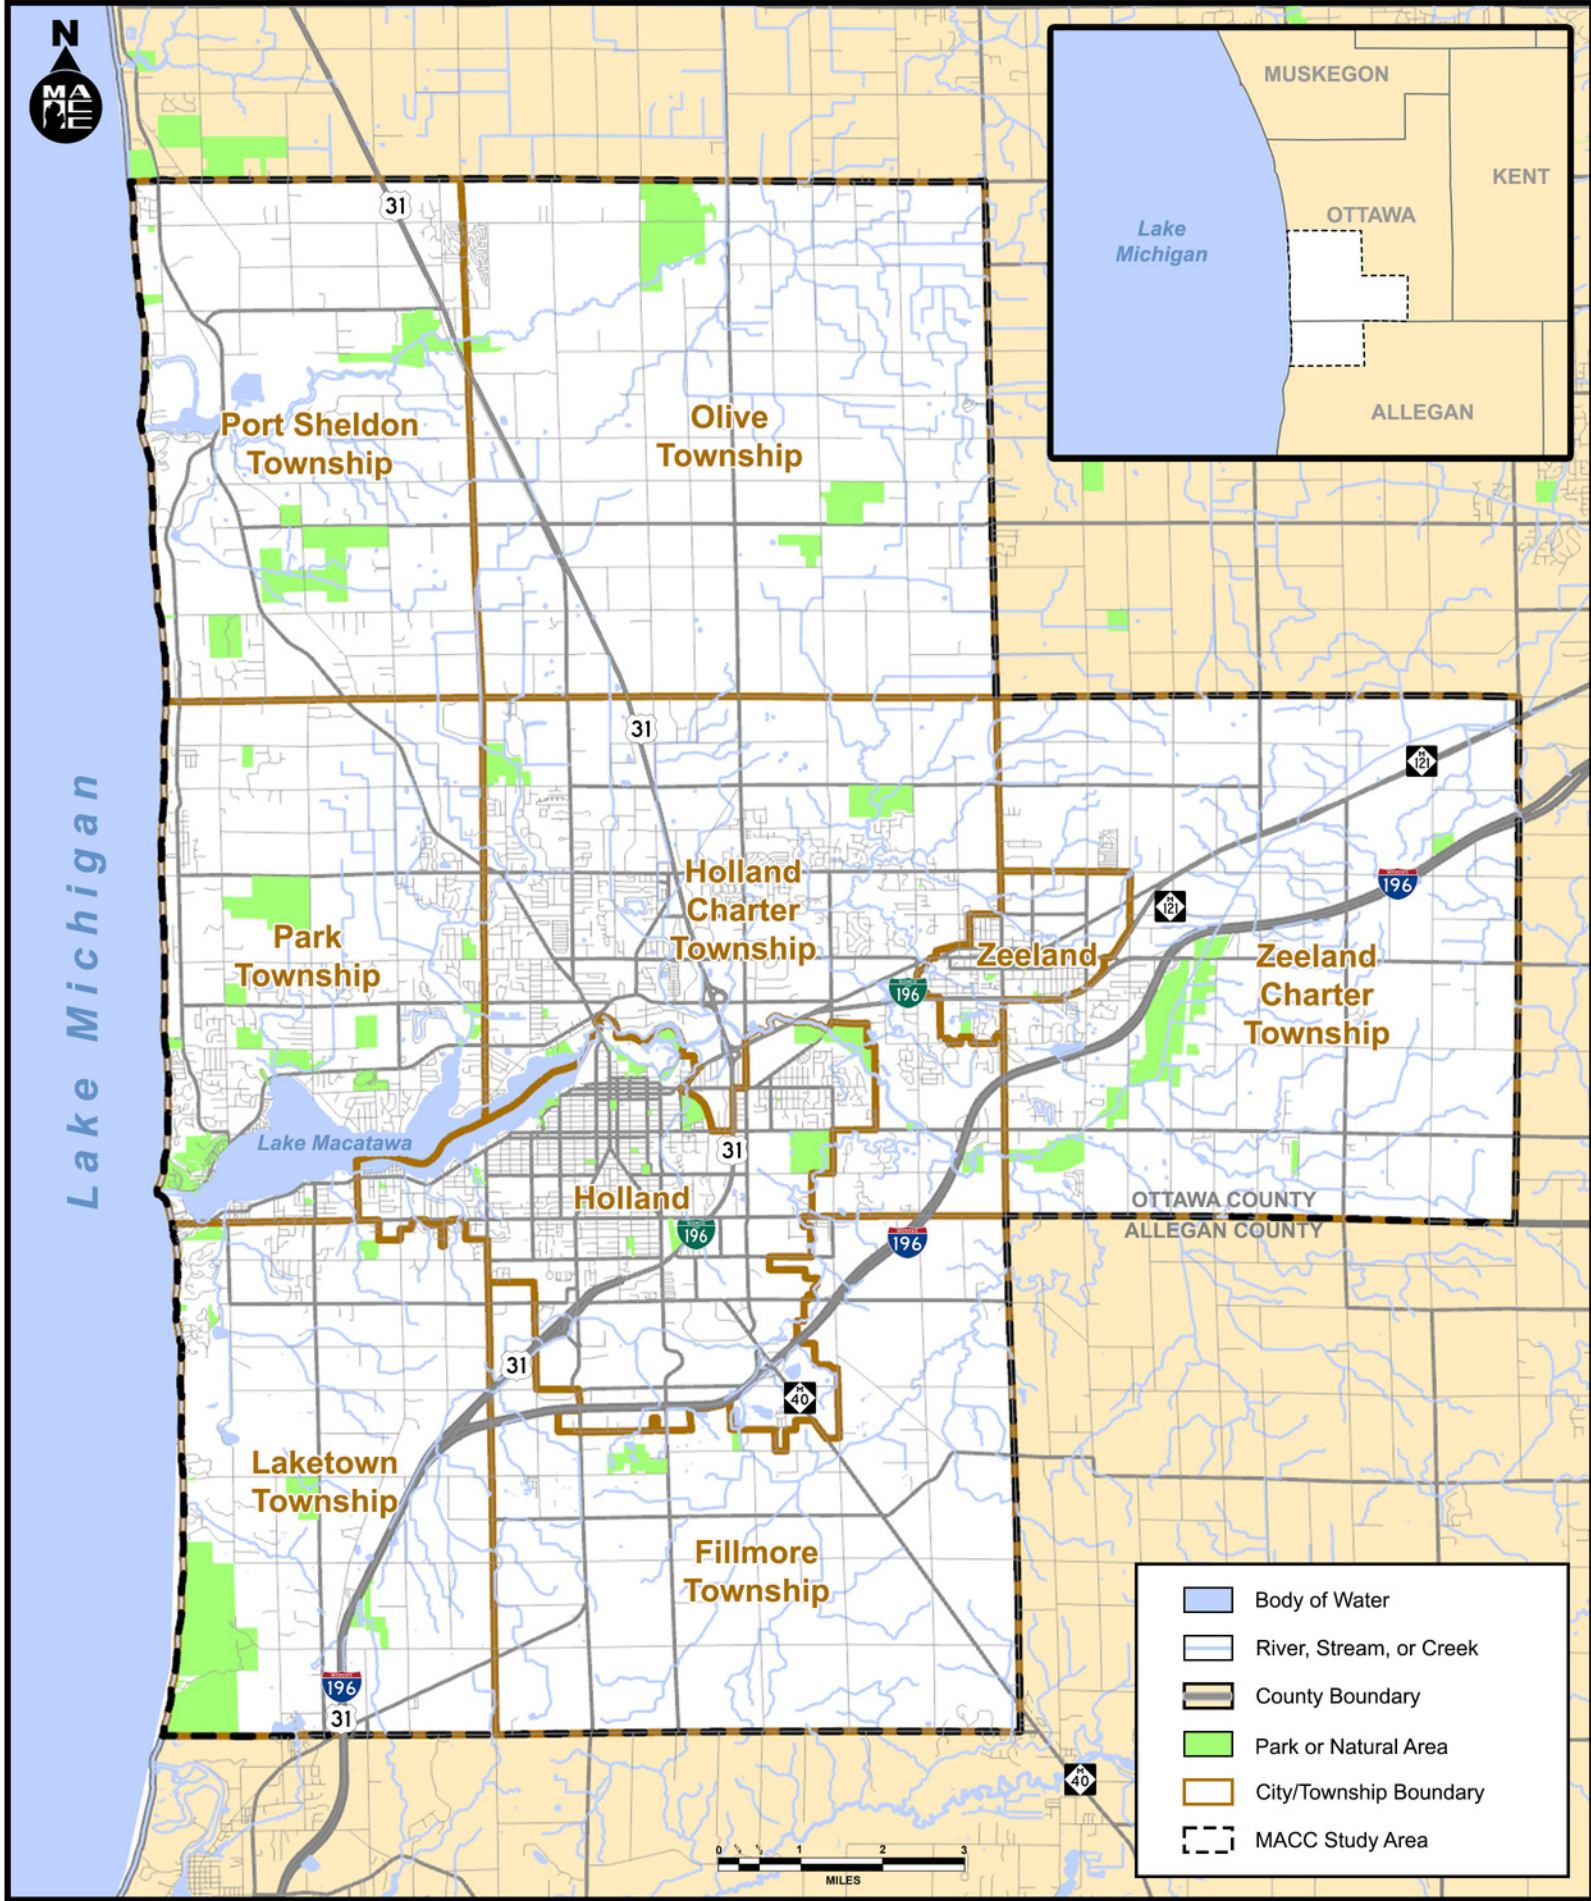 N
MACC
MUSKEGON
KENT
OTTAWA
Lake
Michigan
ALLEGAN
31
Port Sheldon
Township
Olive
Township
31
M
121
Lake Michigan
Holland
Charter
Township
196
M
121
Park
Township
Zeeland
Zeeland
Charter
Township
196
Lake Macatawa
31
Holland
OTTAWA COUNTY
ALLEGAN COUNTY
196
196
31
M
40
Laketown
Township
Fillmore
Township
196
31
M
40
Body of Water
River, Stream, or Creek
County Boundary
Park or Natural Area
City/Township Boundary
MACC Study Area
0 1 2 3
MILES